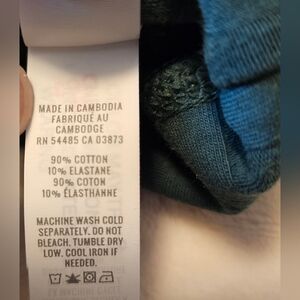 MADE IN CAMBODIA
FABRIQUÉ AU
CAMBODGE
RN 54485 CA 03873
90% COTTON
10% ELASTANE
90% COTON
10% ÉLASTHANNE
MACHINE WASH COLD
SEPARATELY. DO NOT
BLEACH. TUMBLE DRY
LOW. COOL IRON IF
NEEDED.